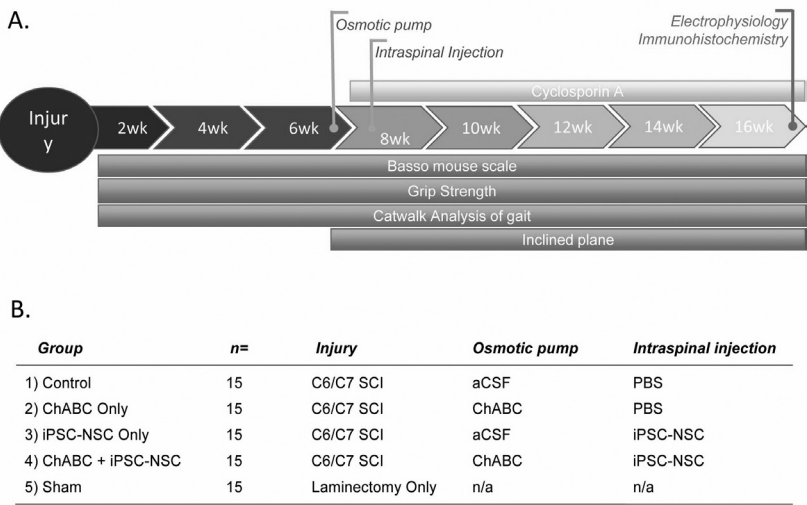 A.
Osmotic pump
Intraspinal Injection
Electrophysiology
Immunohistochemistry
Cyclosporin A
Injur
y
2wk
4wk
6wk
8wk
10wk
12wk
14wk
16wk
Basso mouse scale
Grip Strength
Catwalk Analysis of gait
Inclined plane
B.
Group n= Injury Osmotic pump Intraspinal injection
1) Control 15 C6/C7 SCI aCSF PBS
2) ChABC Only 15 C6/C7 SCI ChABC PBS
3) iPSC-NSC Only 15 C6/C7 SCI aCSF iPSC-NSC
4) ChABC + iPSC-NSC 15 C6/C7 SCI ChABC iPSC-NSC
5) Sham 15 Laminectomy Only n/a n/a